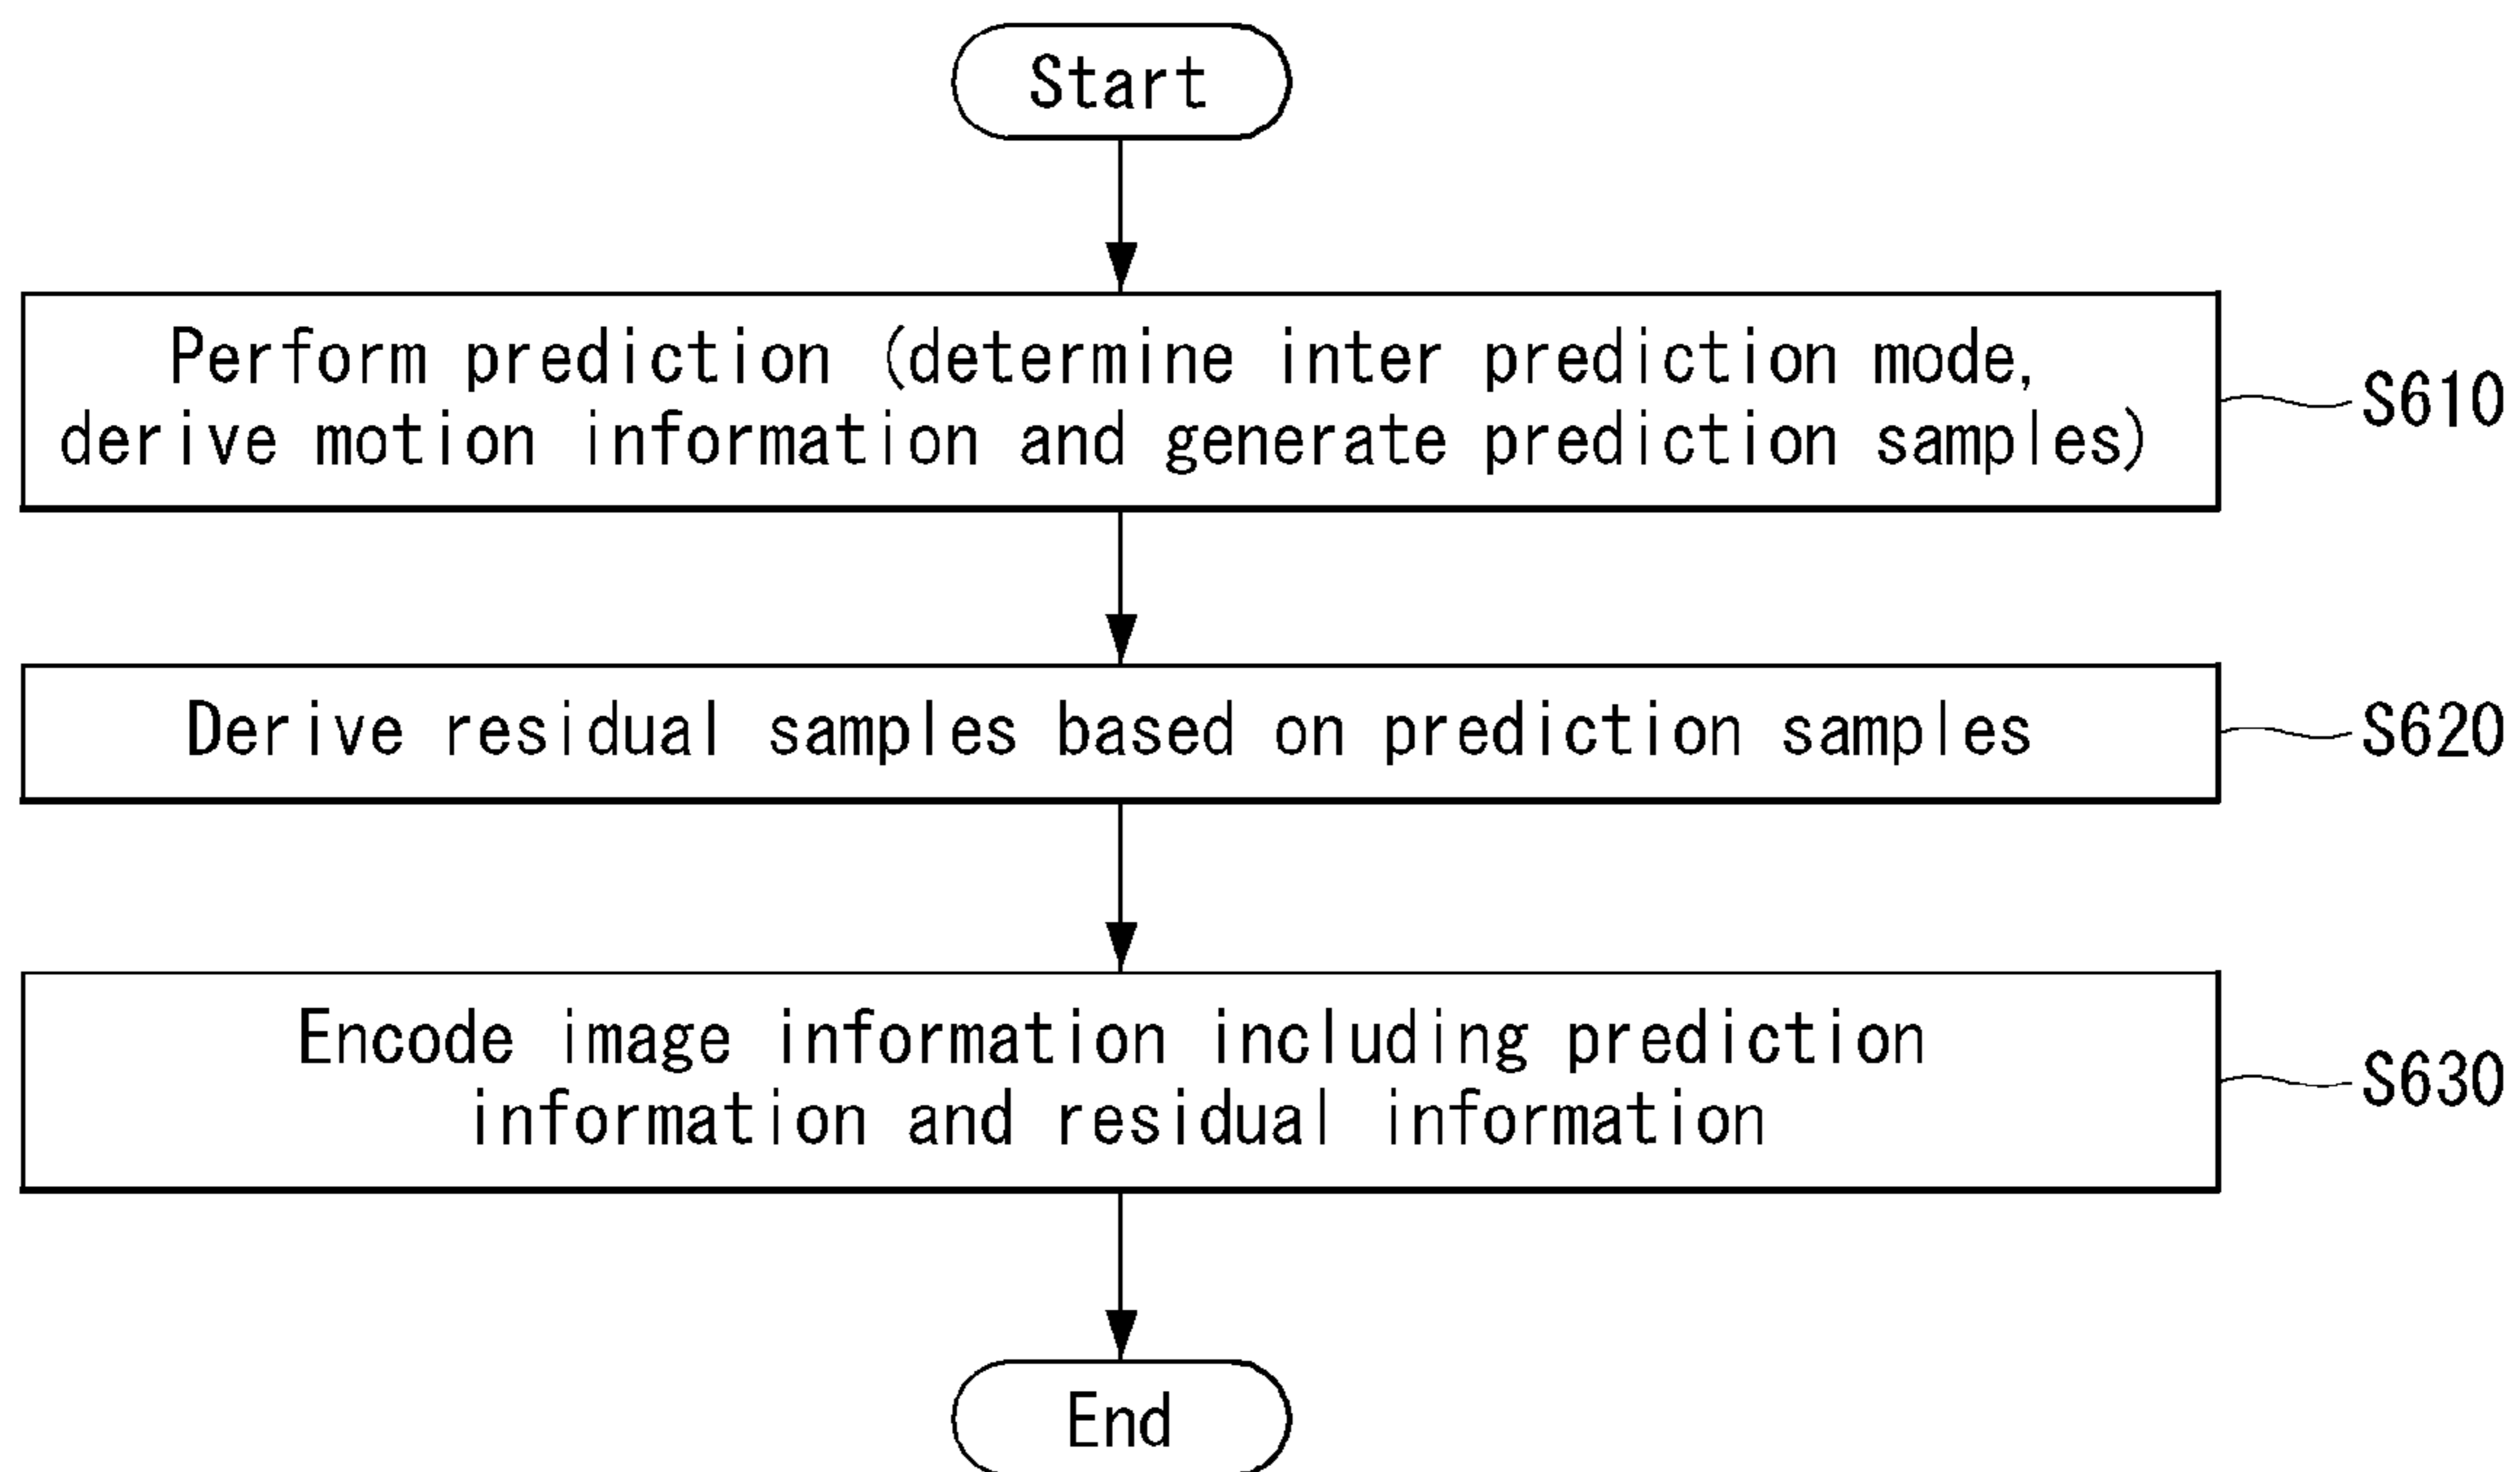 Start
Perform prediction (determine inter prediction mode,
derive motion information and generate prediction samples)
S610
Derive residual samples based on prediction samples
S620
Encode image information including prediction
information and residual information
S630
End